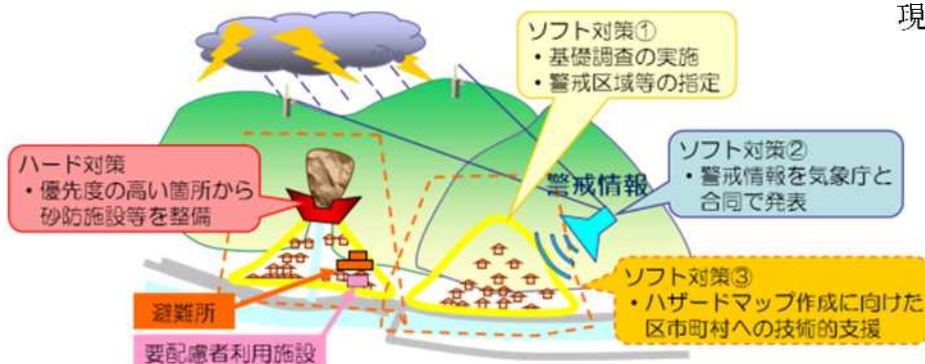 現
ソフト対策①
・基礎調査の実施
・警戒区域等の指定
ハード対策
・優先度の高い箇所から
砂防施設等を整備
警戒情報
ソフト対策②
・警戒情報を気象庁と
合同で発表
ソフト対策③
・ハザードマップ作成に向けた
区市町村への技術的支援
避難所
要配慮者利用施設